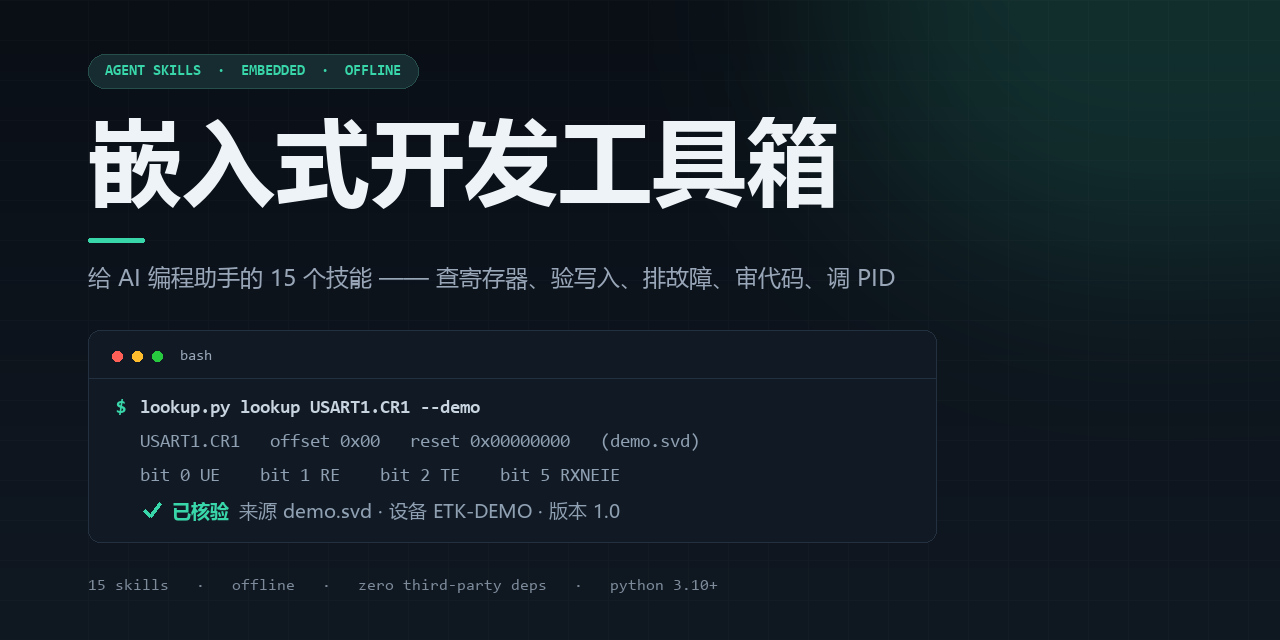 AGENT SKILLS · EMBEDDED · OFFLINE
嵌入式开发工具箱
给 AI 编程助手的 15 个技能 —— 查寄存器、验写入、排故障、审代码、调 PID
bash
$ lookup.py lookup USART1.CR1 --demo
USART1.CR1 offset 0x00 reset 0x00000000 (demo.svd)
bit 0 UE bit 1 RE bit 2 TE bit 5 RXNEIE
✓ 已核验 来源 demo.svd · 设备 ETK-DEMO · 版本 1.0
15 skills · offline · zero third-party deps · python 3.10+